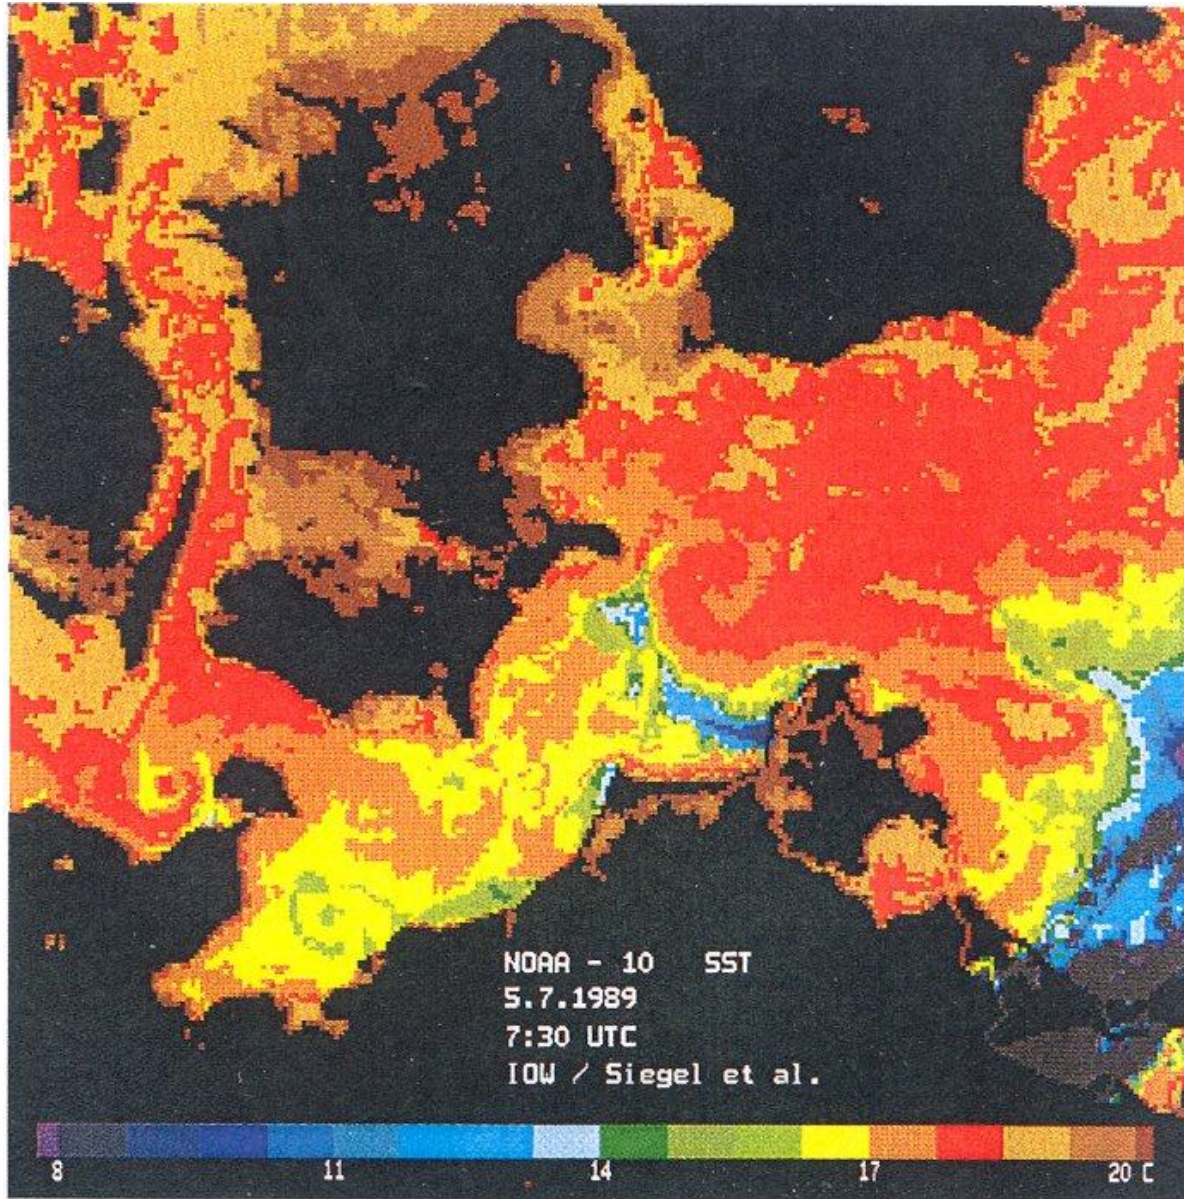 NOAA - 10 SST
5.7.1989
7:30 UTC
IOW / Siegel et al.
8 11 14 17 20 C